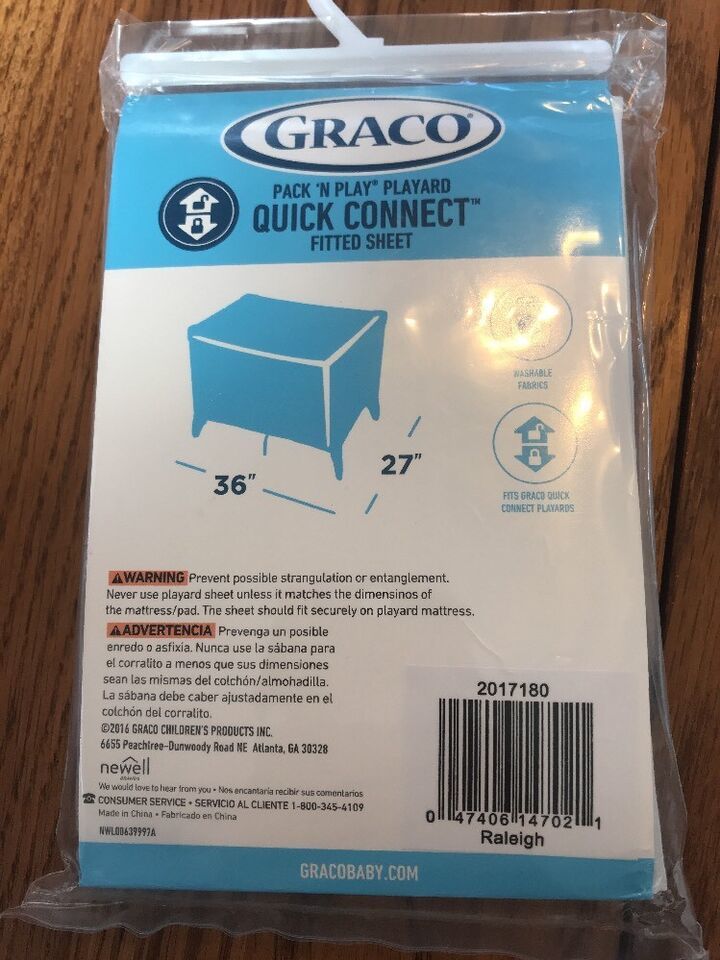 GRACO®
PACK 'N PLAY® PLAYARD
QUICK CONNECT™
FITTED SHEET
WASHABLE
FABRICS
36"
27"
FITS GRACO QUICK
CONNECT PLAYARDS
⚠WARNING Prevent possible strangulation or entanglement.
Never use playard sheet unless it matches the dimensinos of
the mattress/pad. The sheet should fit securely on playard mattress.
⚠ADVERTENCIA Prevenga un posible
enredo o asfixia. Nunca use la sábana para
el corralito a menos que sus dimensiones
sean las mismas del colchón/almohadilla.
La sábana debe caber ajustadamente en el
colchón del corralito.
©2016 GRACO CHILDREN'S PRODUCTS INC.
6655 Peachtree-Dunwoody Road NE Atlanta, GA 30328
newell
BRANDS
We would love to hear from you • Nos encantaría recibir sus comentarios
☎ CONSUMER SERVICE • SERVICIO AL CLIENTE 1-800-345-4109
Made in China • Fabricado en China
NWL00639997A
2017180
0 47406 14702 1
Raleigh
GRACOBABY.COM